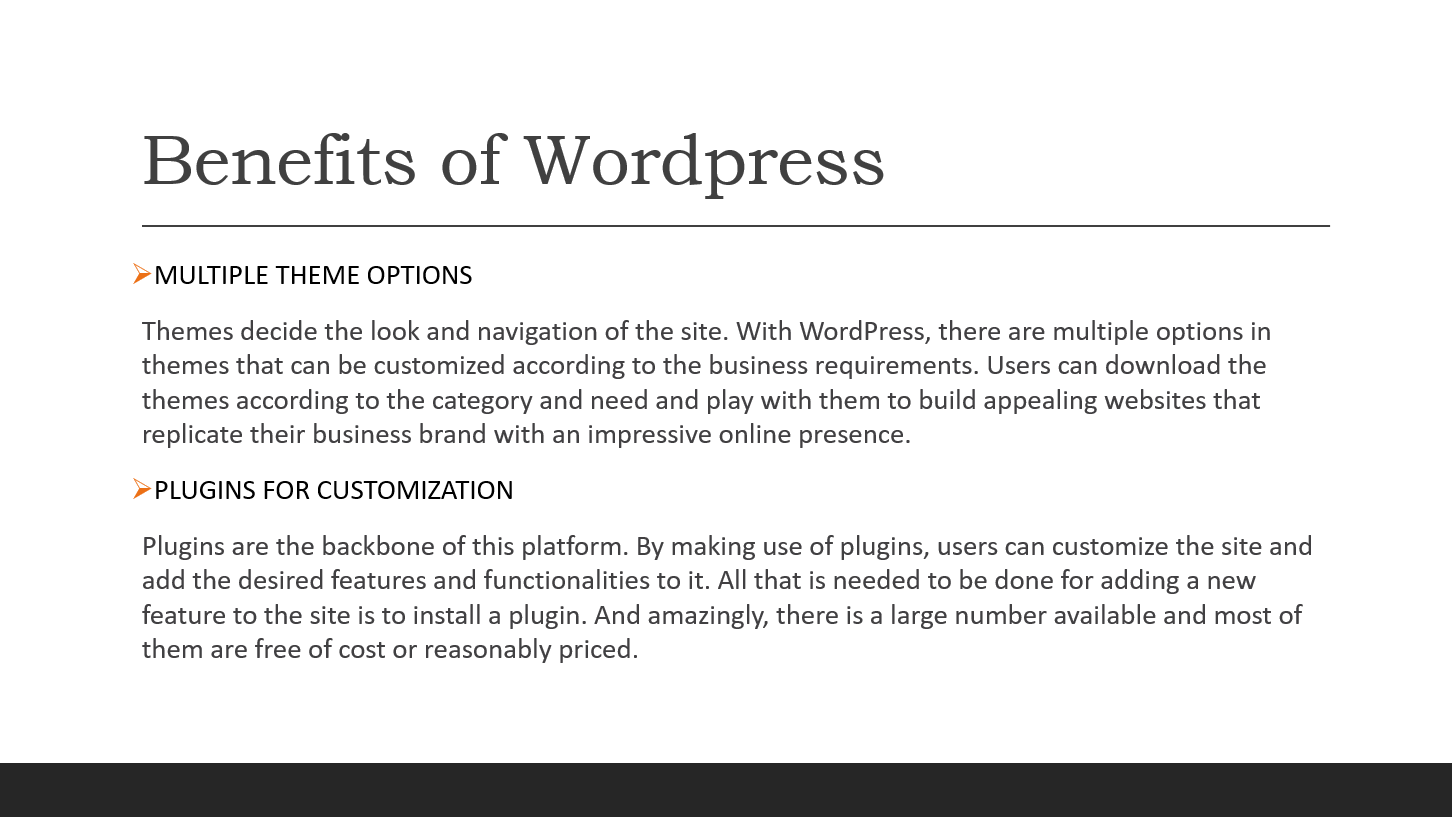 Benefits of Wordpress
MULTIPLE THEME OPTIONS
Themes decide the look and navigation of the site. With WordPress, there are multiple options in
themes that can be customized according to the business requirements. Users can download the
themes according to the category and need and play with them to build appealing websites that
replicate their business brand with an impressive online presence.
PLUGINS FOR CUSTOMIZATION
Plugins are the backbone of this platform. By making use of plugins, users can customize the site and
add the desired features and functionalities to it. All that is needed to be done for adding a new
feature to the site is to install a plugin. And amazingly, there is a large number available and most of
them are free of cost or reasonably priced.